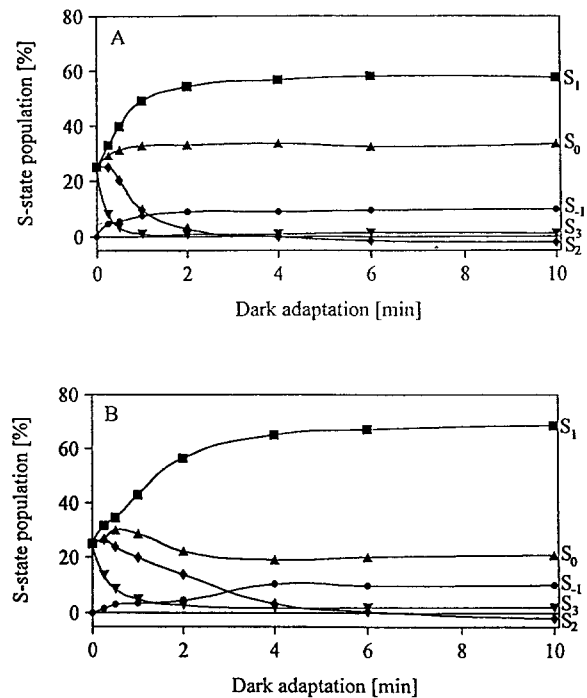 A
S-state population [%]
80
60
40
20
0
S₁
S₀
S₋₁
S₃
S₂
0 2 4 6 8 10
Dark adaptation [min]
B
S-state population [%]
80
60
40
20
0
S₁
S₀
S₋₁
S₃
S₂
0 2 4 6 8 10
Dark adaptation [min]